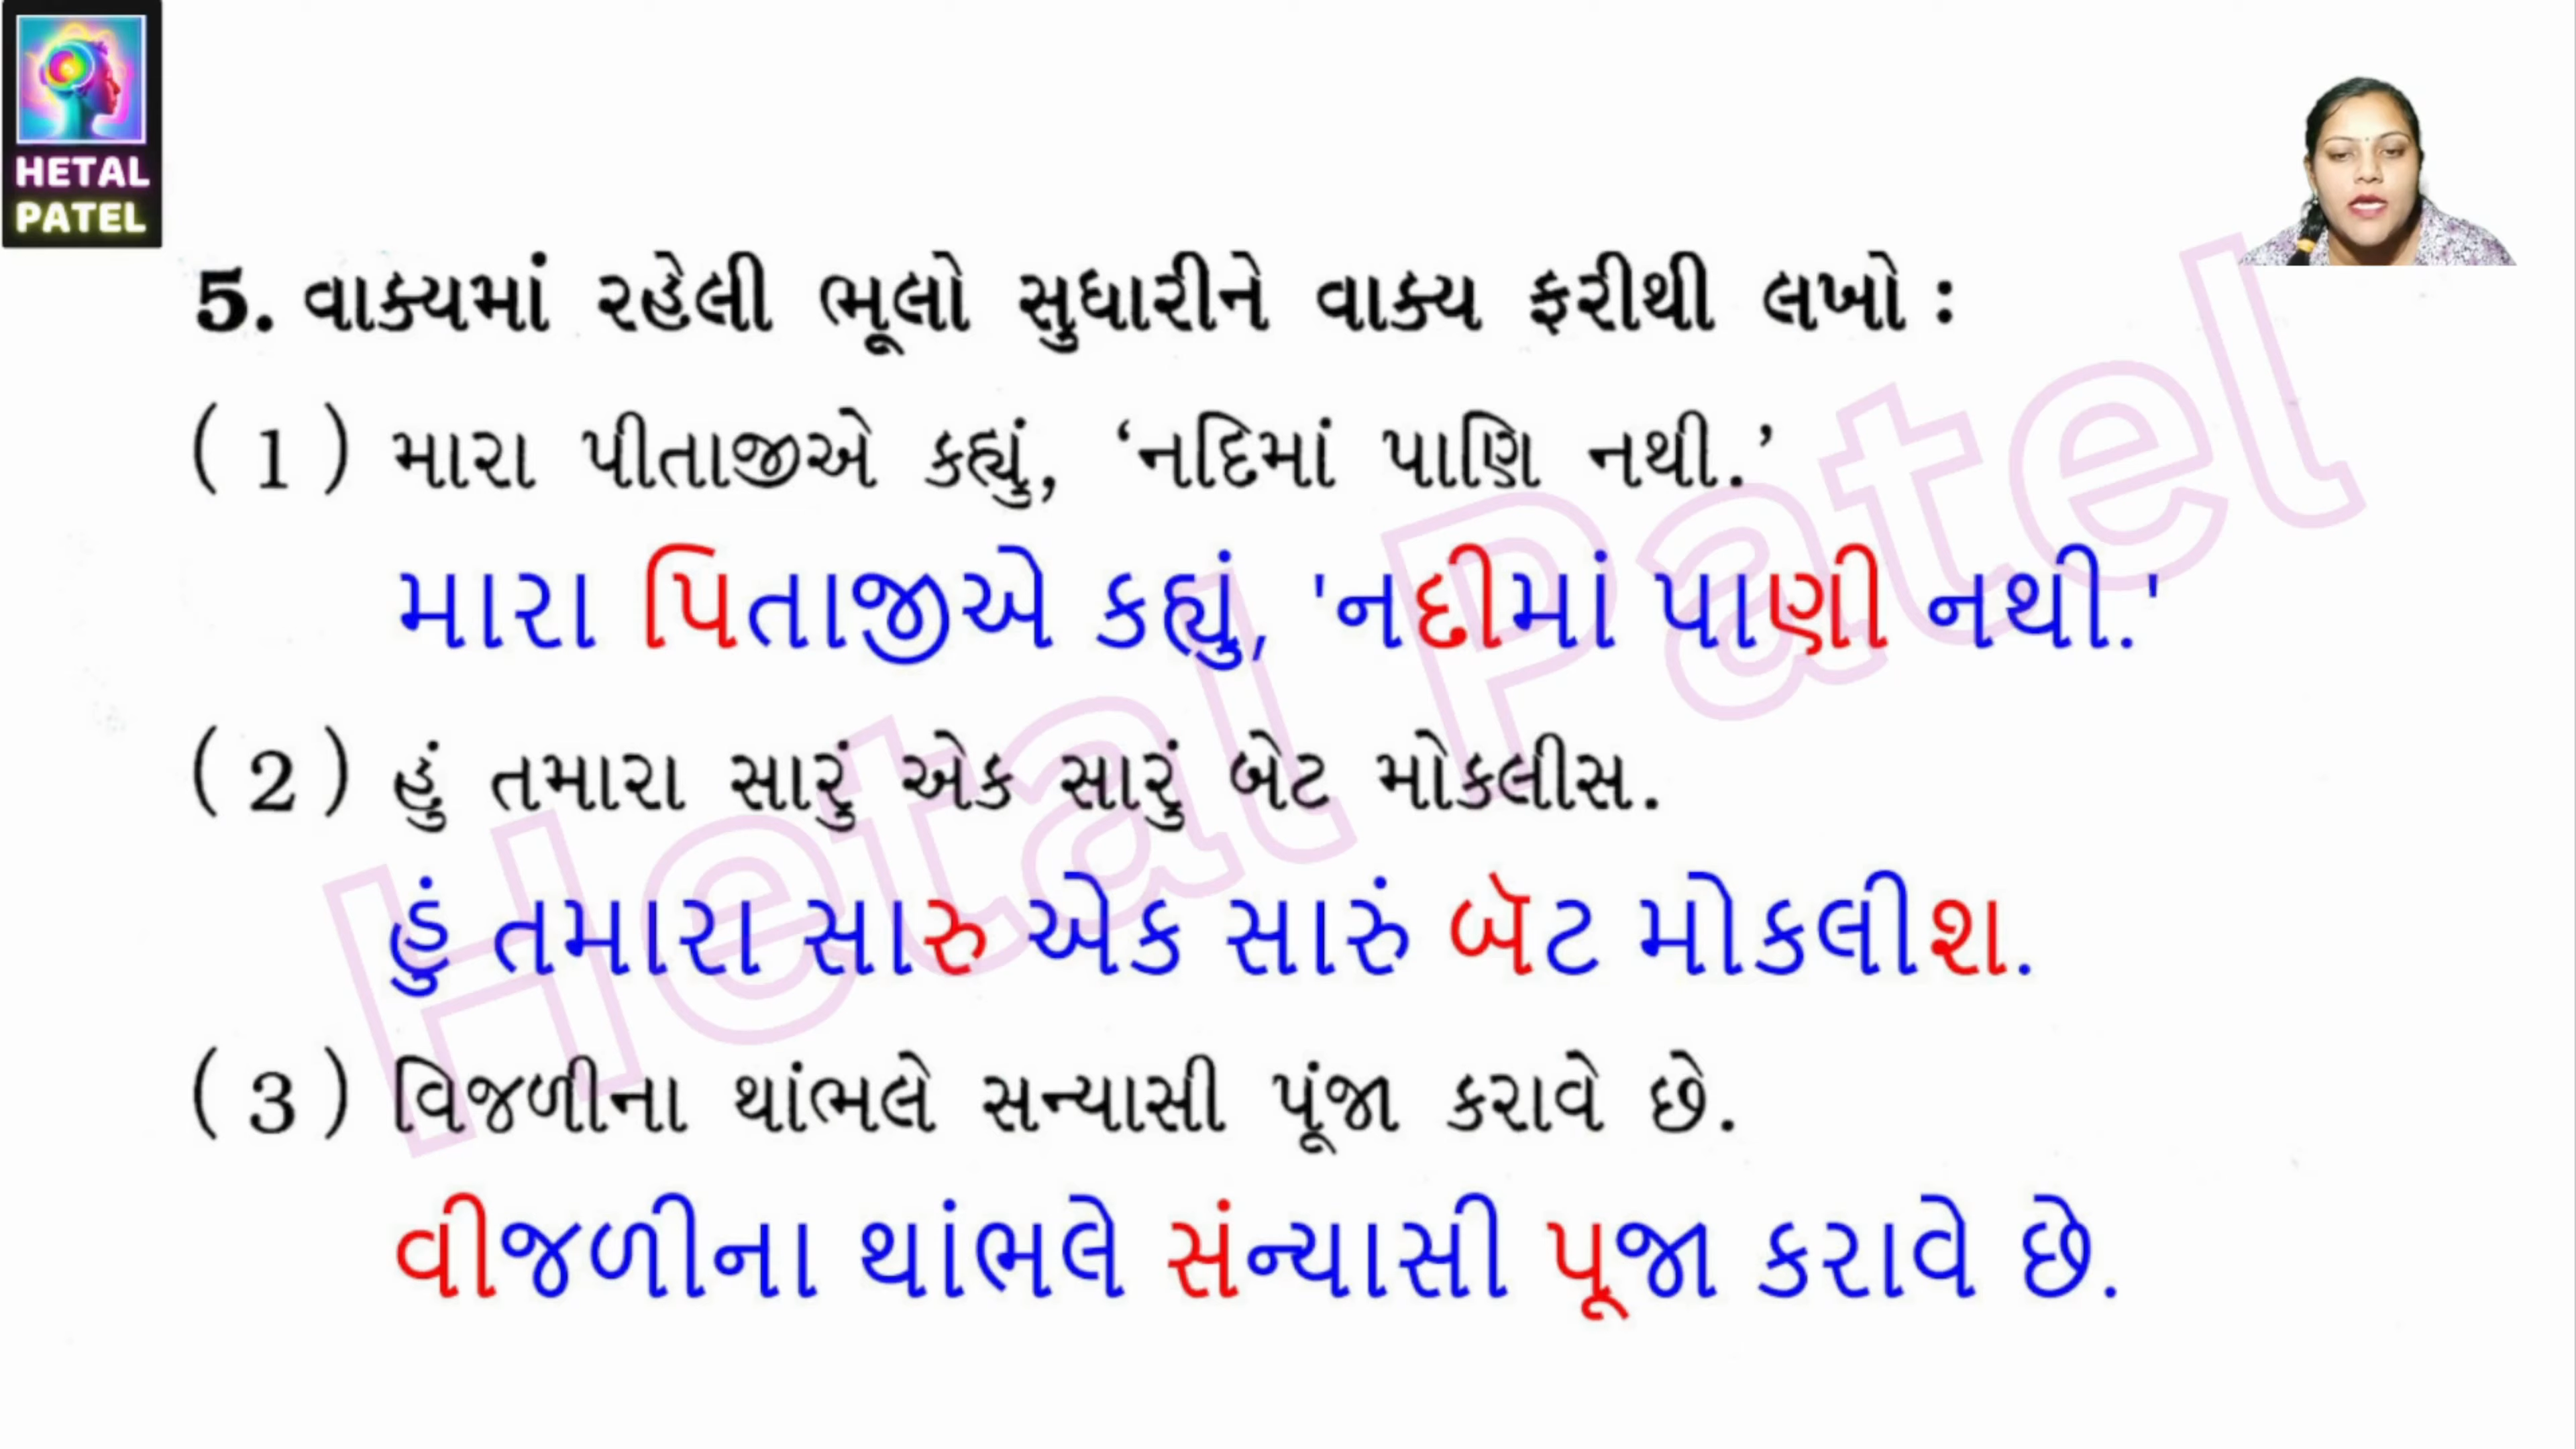 HETAL
PATEL
5. વાક્યમાં રહેલી ભૂલો સુધારીને વાક્ય ફરીથી લખો :
( 1 ) મારા પીતાજીએ કહ્યું, ‘નદિમાં પાણિ નથી.’
મારા પિતાજીએ કહ્યું, 'નદીમાં પાણી નથી.'
( 2 ) હું તમારા સારું એક સારું બેટ મોકલીસ.
હું તમારા સારુ એક સારું બૅટ મોકલીશ.
( 3 ) વિજળીના થાંભલે સન્યાસી પૂંજા કરાવે છે.
વીજળીના થાંભલે સંન્યાસી પૂજા કરાવે છે.
Hetal Patel